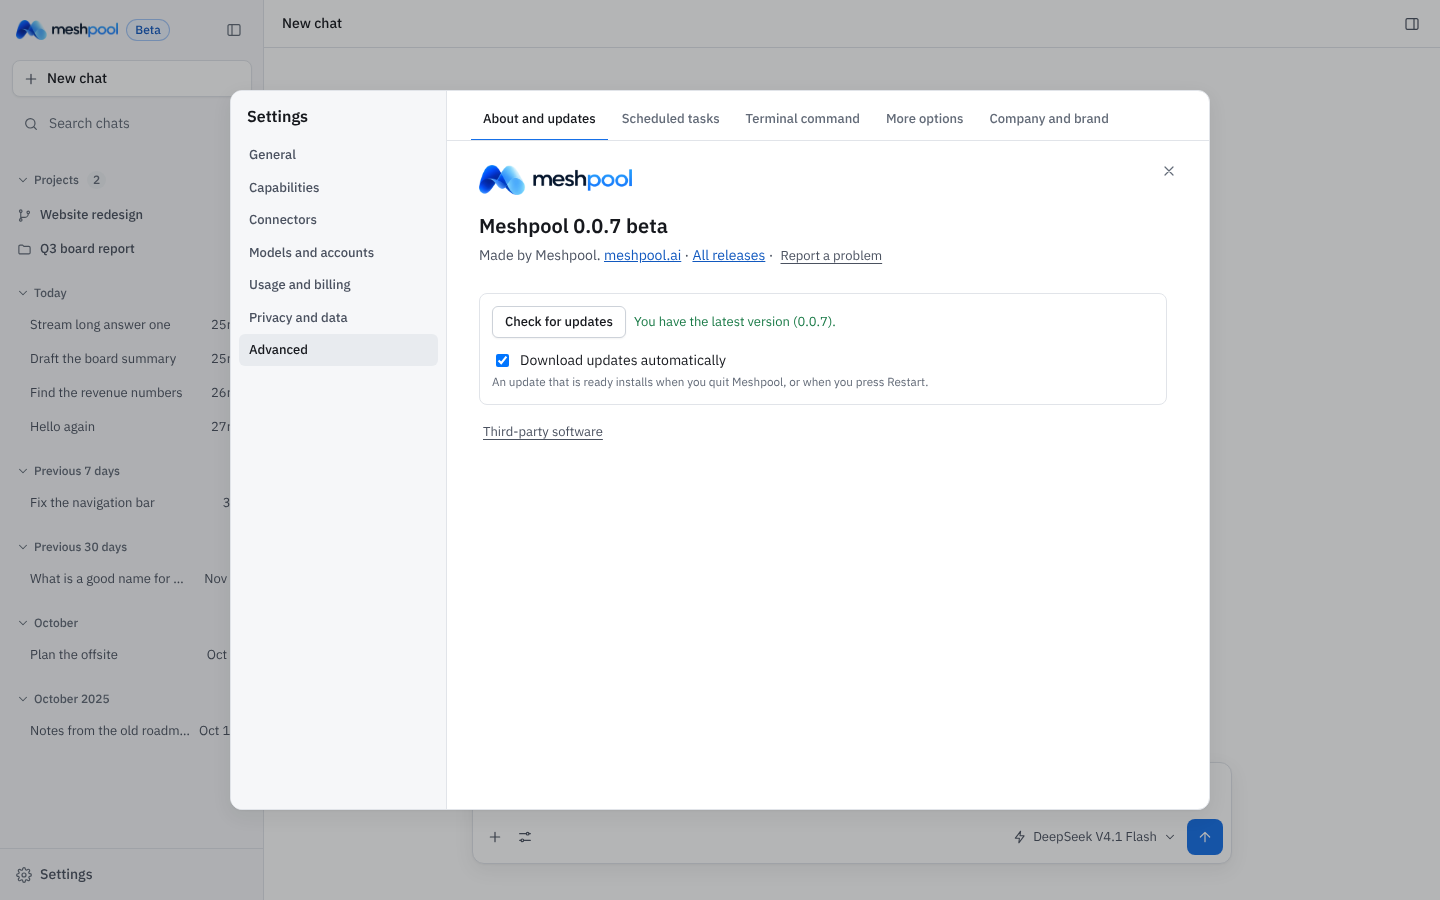 meshpool Beta
New chat
New chat
Search chats
Projects 2
Website redesign
Q3 board report
Today
Stream long answer one
Draft the board summary
Find the revenue numbers
Hello again
Previous 7 days
Fix the navigation bar
Previous 30 days
What is a good name for ... Nov
October
Plan the offsite Oct
October 2025
Notes from the old roadm... Oct
Settings
Settings
General
Capabilities
Connectors
Models and accounts
Usage and billing
Privacy and data
Advanced
About and updates Scheduled tasks Terminal command More options Company and brand
meshpool
Meshpool 0.0.7 beta
Made by Meshpool. meshpool.ai · All releases · Report a problem
Check for updates You have the latest version (0.0.7).
Download updates automatically
An update that is ready installs when you quit Meshpool, or when you press Restart.
Third-party software
DeepSeek V4.1 Flash